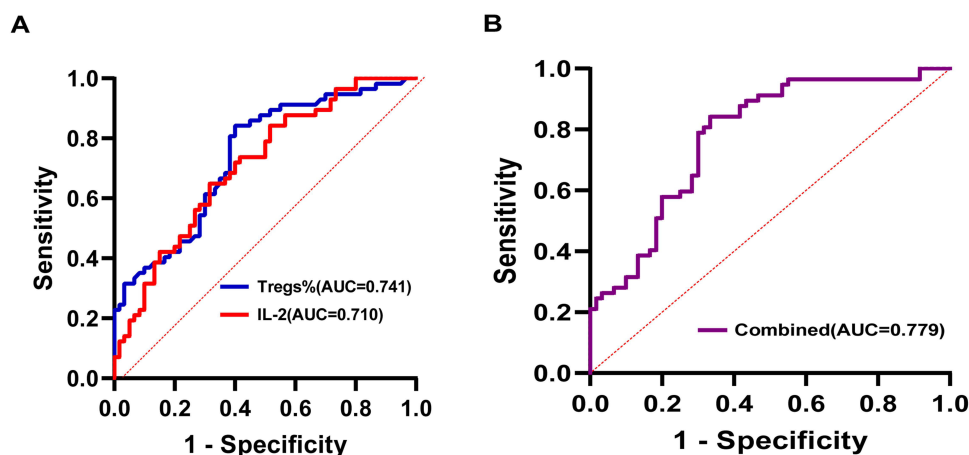 A
Sensitivity
1.0
0.8
0.6
0.4
0.2
0.0
Tregs%(AUC=0.741)
IL-2(AUC=0.710)
0.0 0.2 0.4 0.6 0.8 1.0
1 - Specificity
B
Sensitivity
1.0
0.8
0.6
0.4
0.2
0.0
Combined(AUC=0.779)
0.0 0.2 0.4 0.6 0.8 1.0
1 - Specificity